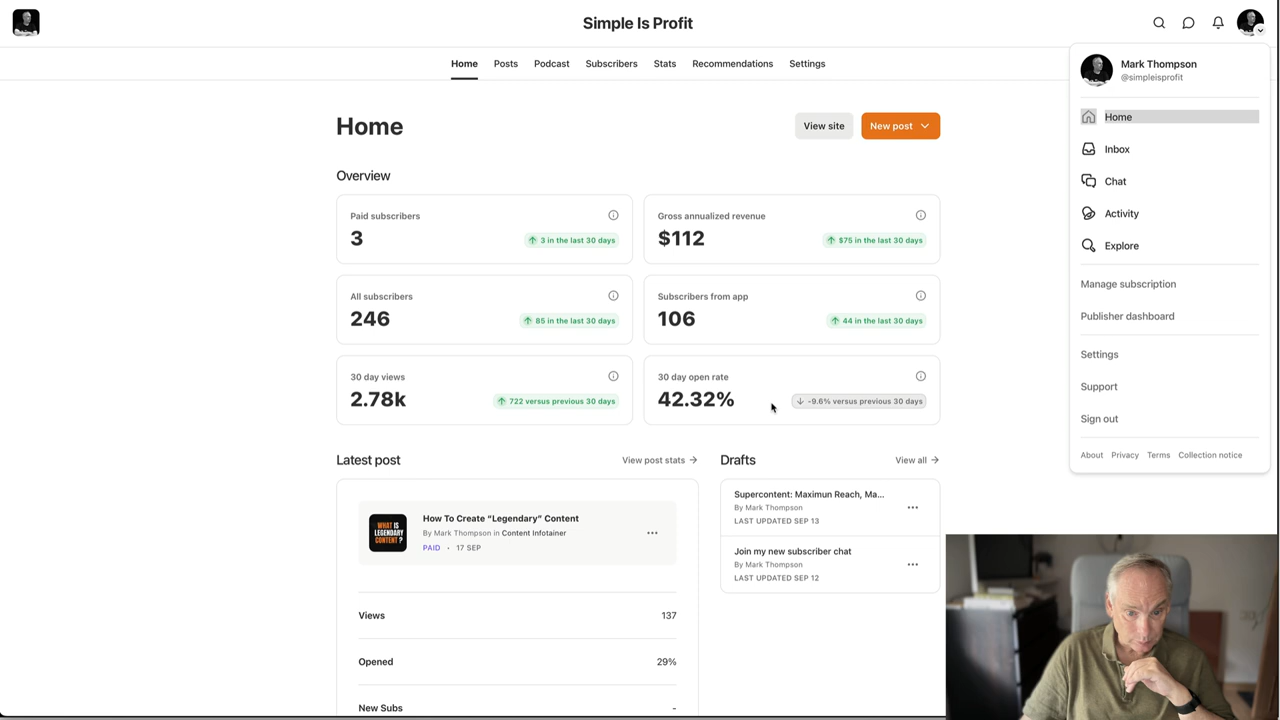 Simple Is Profit
Home
Posts
Podcast
Subscribers
Stats
Recommendations
Settings
Mark Thompson
@simpleisprofit
Home
Inbox
Chat
Activity
Explore
Manage subscription
Publisher dashboard
Settings
Support
Sign out
About
Privacy
Terms
Collection notice
Home
View site
New post
Overview
Paid subscribers
3
3 in the last 30 days
Gross annualized revenue
$112
$75 in the last 30 days
All subscribers
246
85 in the last 30 days
Subscribers from app
106
44 in the last 30 days
30 day views
2.78k
722 versus previous 30 days
30 day open rate
42.32%
-9.6% versus previous 30 days
Latest post
View post stats
WHAT IS
LEGENDARY
CONTENT ?
How To Create "Legendary" Content
By Mark Thompson in Content Infotainer
PAID · 17 SEP
Views
137
Opened
29%
New Subs
-
Drafts
View all
Supercontent: Maximun Reach, Ma...
By Mark Thompson
LAST UPDATED SEP 13
Join my new subscriber chat
By Mark Thompson
LAST UPDATED SEP 12